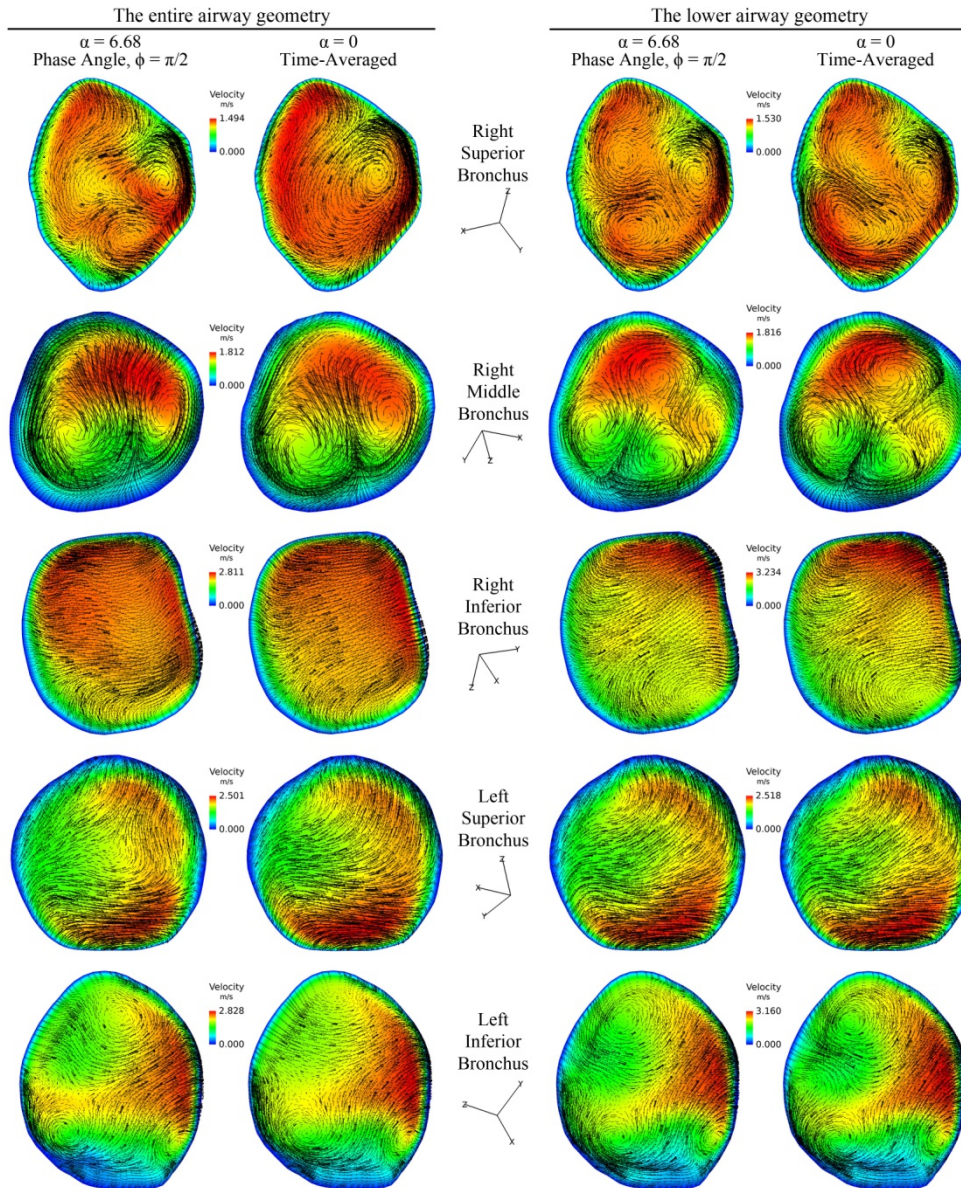 The entire airway geometry
The lower airway geometry
α = 6.68
Phase Angle, ϕ = π/2
α = 0
Time-Averaged
α = 6.68
Phase Angle, ϕ = π/2
α = 0
Time-Averaged
Velocity
m/s
1.494
0.000
Right
Superior
Bronchus
Z
X
Y
Velocity
m/s
1.530
0.000
Velocity
m/s
1.812
0.000
Right
Middle
Bronchus
X
Y
Z
Velocity
m/s
1.816
0.000
Velocity
m/s
2.811
0.000
Right
Inferior
Bronchus
Y
X
Z
Velocity
m/s
3.234
0.000
Velocity
m/s
2.501
0.000
Left
Superior
Bronchus
Z
X
Y
Velocity
m/s
2.518
0.000
Velocity
m/s
2.828
0.000
Left
Inferior
Bronchus
Y
Z
X
Velocity
m/s
3.160
0.000